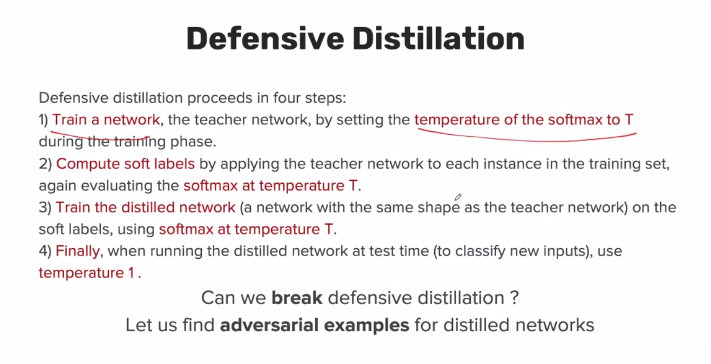 Defensive Distillation
Defensive distillation proceeds in four steps:
1) Train a network, the teacher network, by setting the temperature of the softmax to T
during the training phase.
2) Compute soft labels by applying the teacher network to each instance in the training set,
again evaluating the softmax at temperature T.
3) Train the distilled network (a network with the same shape as the teacher network) on the
soft labels, using softmax at temperature T.
4) Finally, when running the distilled network at test time (to classify new inputs), use
temperature 1 .
Can we break defensive distillation ?
Let us find adversarial examples for distilled networks